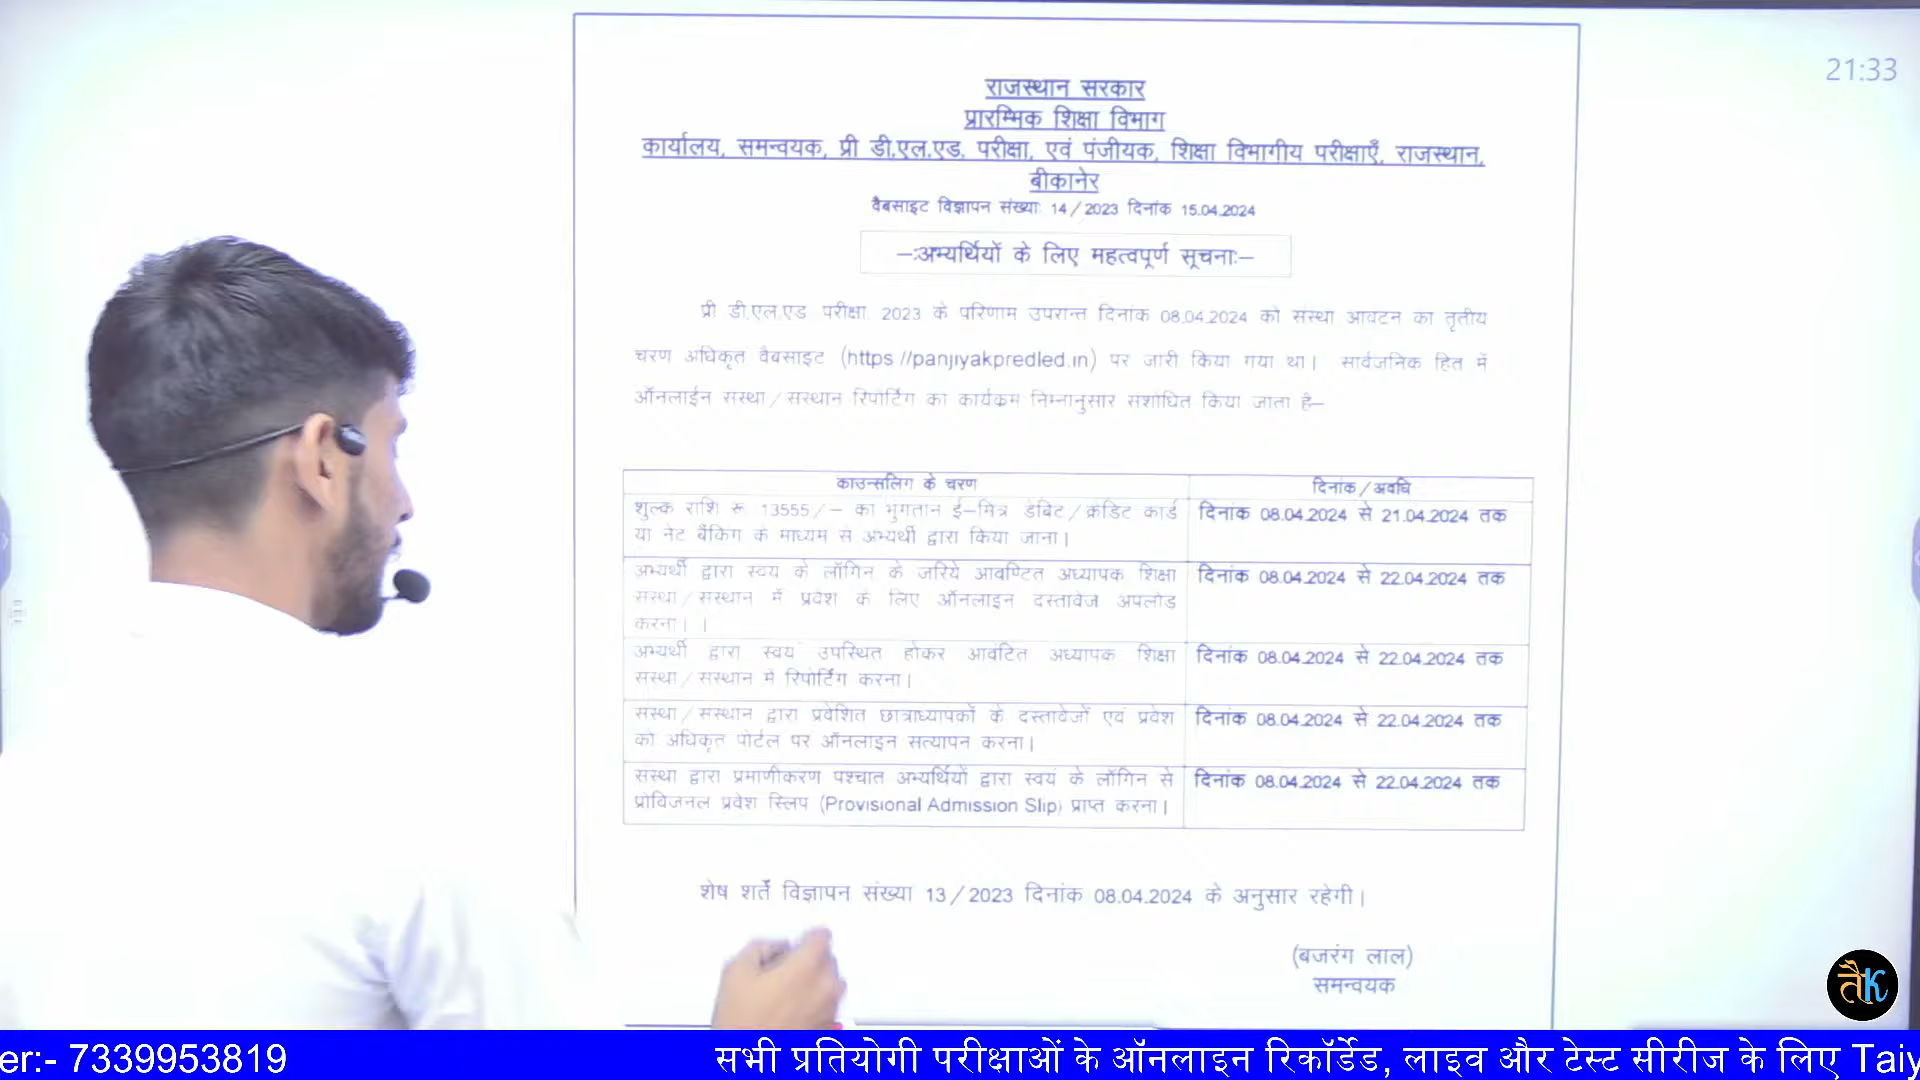 राजस्थान सरकार
21:33
प्रारम्भिक शिक्षा विभाग
कार्यालय, समन्वयक, प्री डी.एल.एड. परीक्षा, एवं पंजीयक, शिक्षा विभागीय परीक्षाएँ, राजस्थान,
बीकानेर
वैबसाइट विज्ञापन संख्याः 14/2023 दिनांक 15.04.2024
—:अभ्यर्थियों के लिए महत्वपूर्ण सूचनाः—
प्री डी.एल.एड परीक्षा 2023 के परिणाम उपरान्त दिनांक 08.04.2024 को संस्था आवंटन का तृतीय
चरण अधिकृत वैबसाइट (https //panjiyakpredled.in) पर जारी किया गया था। सार्वजनिक हित में
ऑनलाईन संस्था/संस्थान रिपोर्टिंग का कार्यक्रम निम्नानुसार संशोधित किया जाता है—
काउन्सलिंग के चरण
दिनांक/अवधि
शुल्क राशि रू 13555/— का भुगतान ई—मित्र डेबिट/क्रेडिट कार्ड
या नेट बैंकिंग के माध्यम से अभ्यर्थी द्वारा किया जाना।
दिनांक 08.04.2024 से 21.04.2024 तक
अभ्यर्थी द्वारा स्वयं के लॉगिन के जरिये आवण्टित अध्यापक शिक्षा
संस्था/संस्थान में प्रवेश के लिए ऑनलाइन दस्तावेज अपलोड
करना। ।
दिनांक 08.04.2024 से 22.04.2024 तक
अभ्यर्थी द्वारा स्वयं उपस्थित होकर आवंटित अध्यापक शिक्षा
संस्था/संस्थान में रिपोर्टिंग करना।
दिनांक 08.04.2024 से 22.04.2024 तक
संस्था/संस्थान द्वारा प्रवेशित छात्राध्यापकों के दस्तावेजों एवं प्रवेश
को अधिकृत पोर्टल पर ऑनलाइन सत्यापन करना।
दिनांक 08.04.2024 से 22.04.2024 तक
संस्था द्वारा प्रमाणीकरण पश्चात अभ्यर्थियों द्वारा स्वयं के लॉगिन से
प्रोविजनल प्रवेश स्लिप (Provisional Admission Slip) प्राप्त करना।
दिनांक 08.04.2024 से 22.04.2024 तक
शेष शर्ते विज्ञापन संख्या 13/2023 दिनांक 08.04.2024 के अनुसार रहेगी।
(बजरंग लाल)
समन्वयक
तैK
er:- 7339953819
सभी प्रतियोगी परीक्षाओं के ऑनलाइन रिकॉर्डेड, लाइव और टेस्ट सीरीज के लिए Taiy